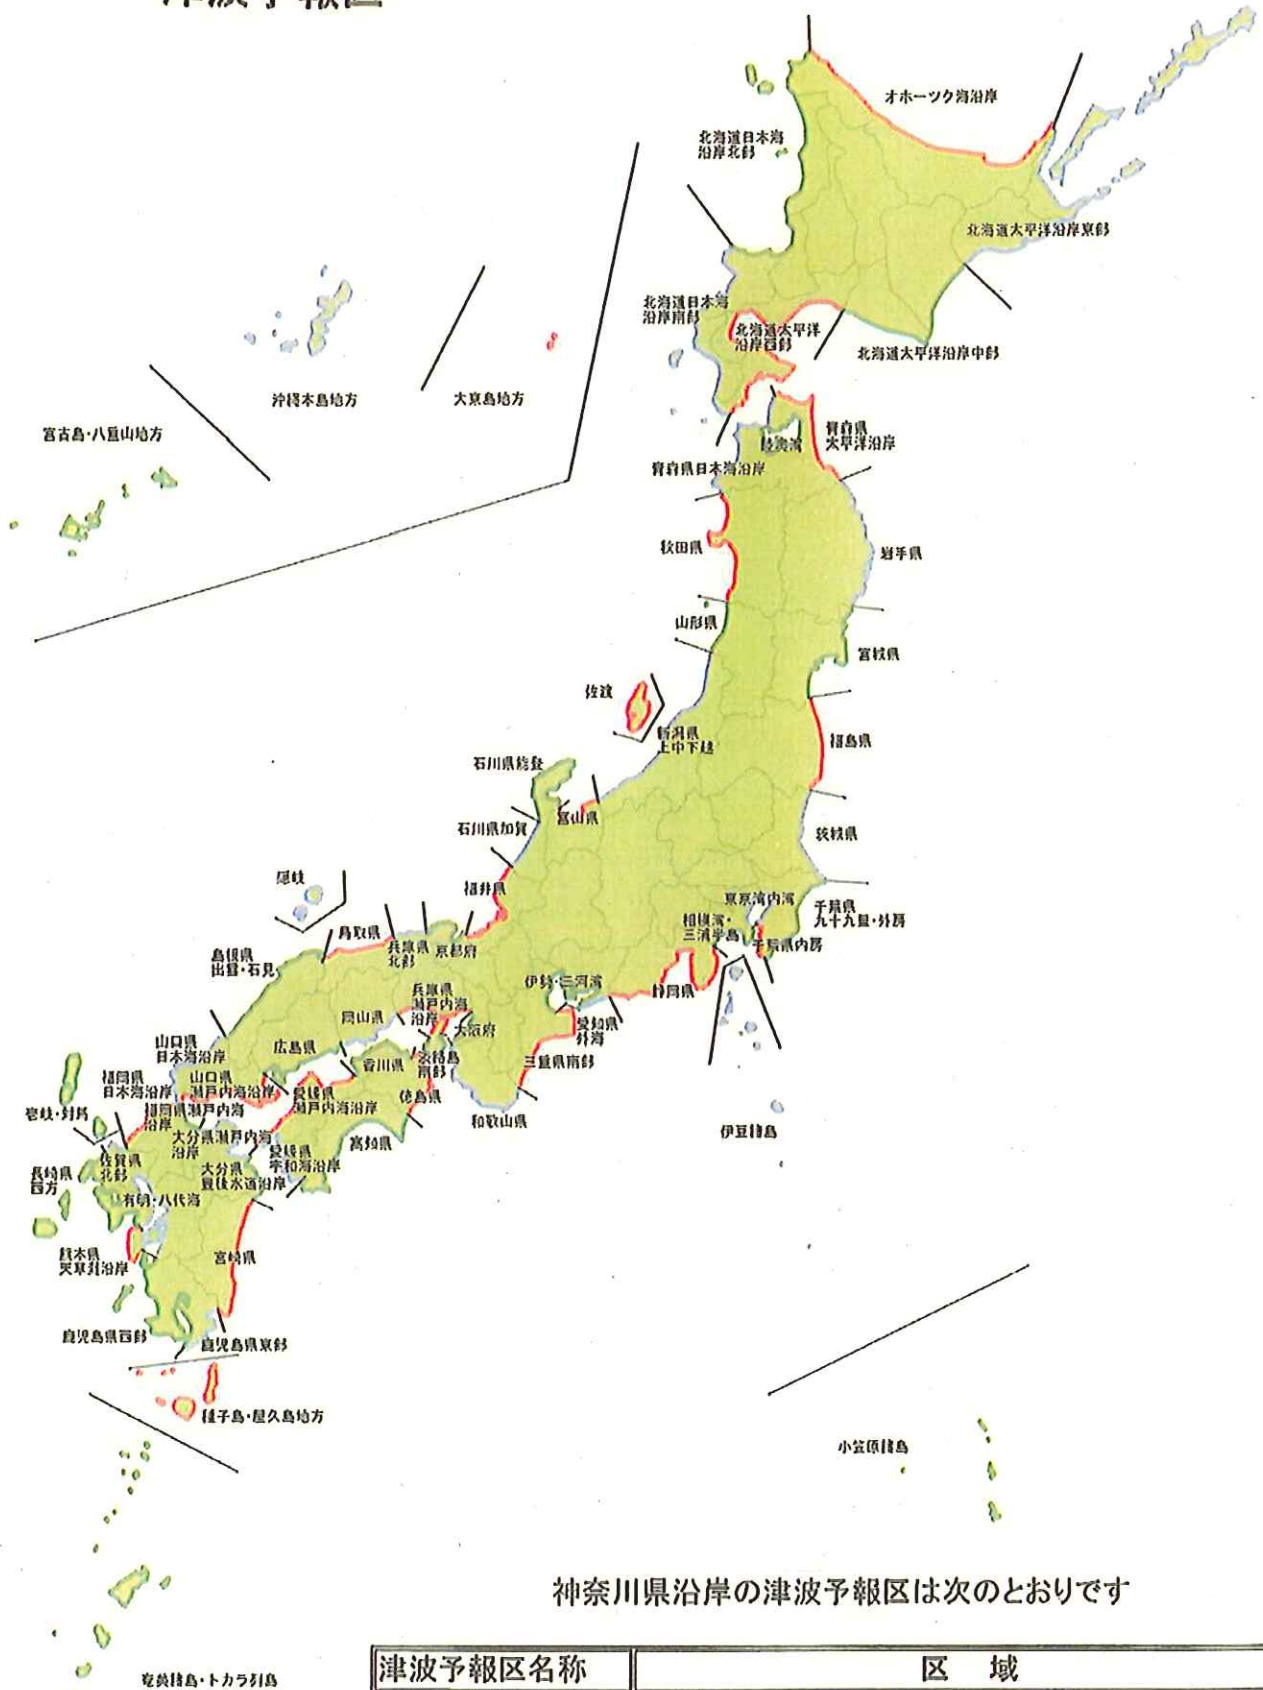 津波予報区
オホーツク海沿岸
北海道日本海
沿岸北部
北海道太平洋沿岸東部
北海道日本海
沿岸南部
北海道太平洋
沿岸西部
北海道太平洋沿岸中部
沖縄本島地方
大東島地方
宮古島・八重山地方
陸奥湾
青森県
太平洋沿岸
青森県日本海沿岸
秋田県
岩手県
山形県
宮城県
佐渡
新潟県
上中下越
福島県
石川県能登
富山県
石川県加賀
茨城県
隠岐
福井県
東京湾内湾
千葉県
九十九里・外房
相模湾・
三浦半島
千葉県内房
鳥取県
兵庫県
北部
京都府
島根県
出雲・石見
伊勢・三河湾
静岡県
兵庫県
瀬戸内海
沿岸
岡山県
大阪府
愛知県
外海
山口県
日本海沿岸
広島県
香川県
淡路島
南部
三重県南部
福岡県
日本海沿岸
山口県
瀬戸内海沿岸
愛媛県
瀬戸内海沿岸
徳島県
壱岐・対馬
福岡県瀬戸内海
沿岸
和歌山県
伊豆諸島
大分県瀬戸内海
沿岸
高知県
愛媛県
宇和海沿岸
佐賀県
北部
大分県
豊後水道沿岸
長崎県
西方
有明・八代海
熊本県
天草灘沿岸
宮崎県
鹿児島県西部
鹿児島県東部
種子島・屋久島地方
小笠原諸島
神奈川県沿岸の津波予報区は次のとおりです
奄美諸島・トカラ列島
津波予報区名称
区 域